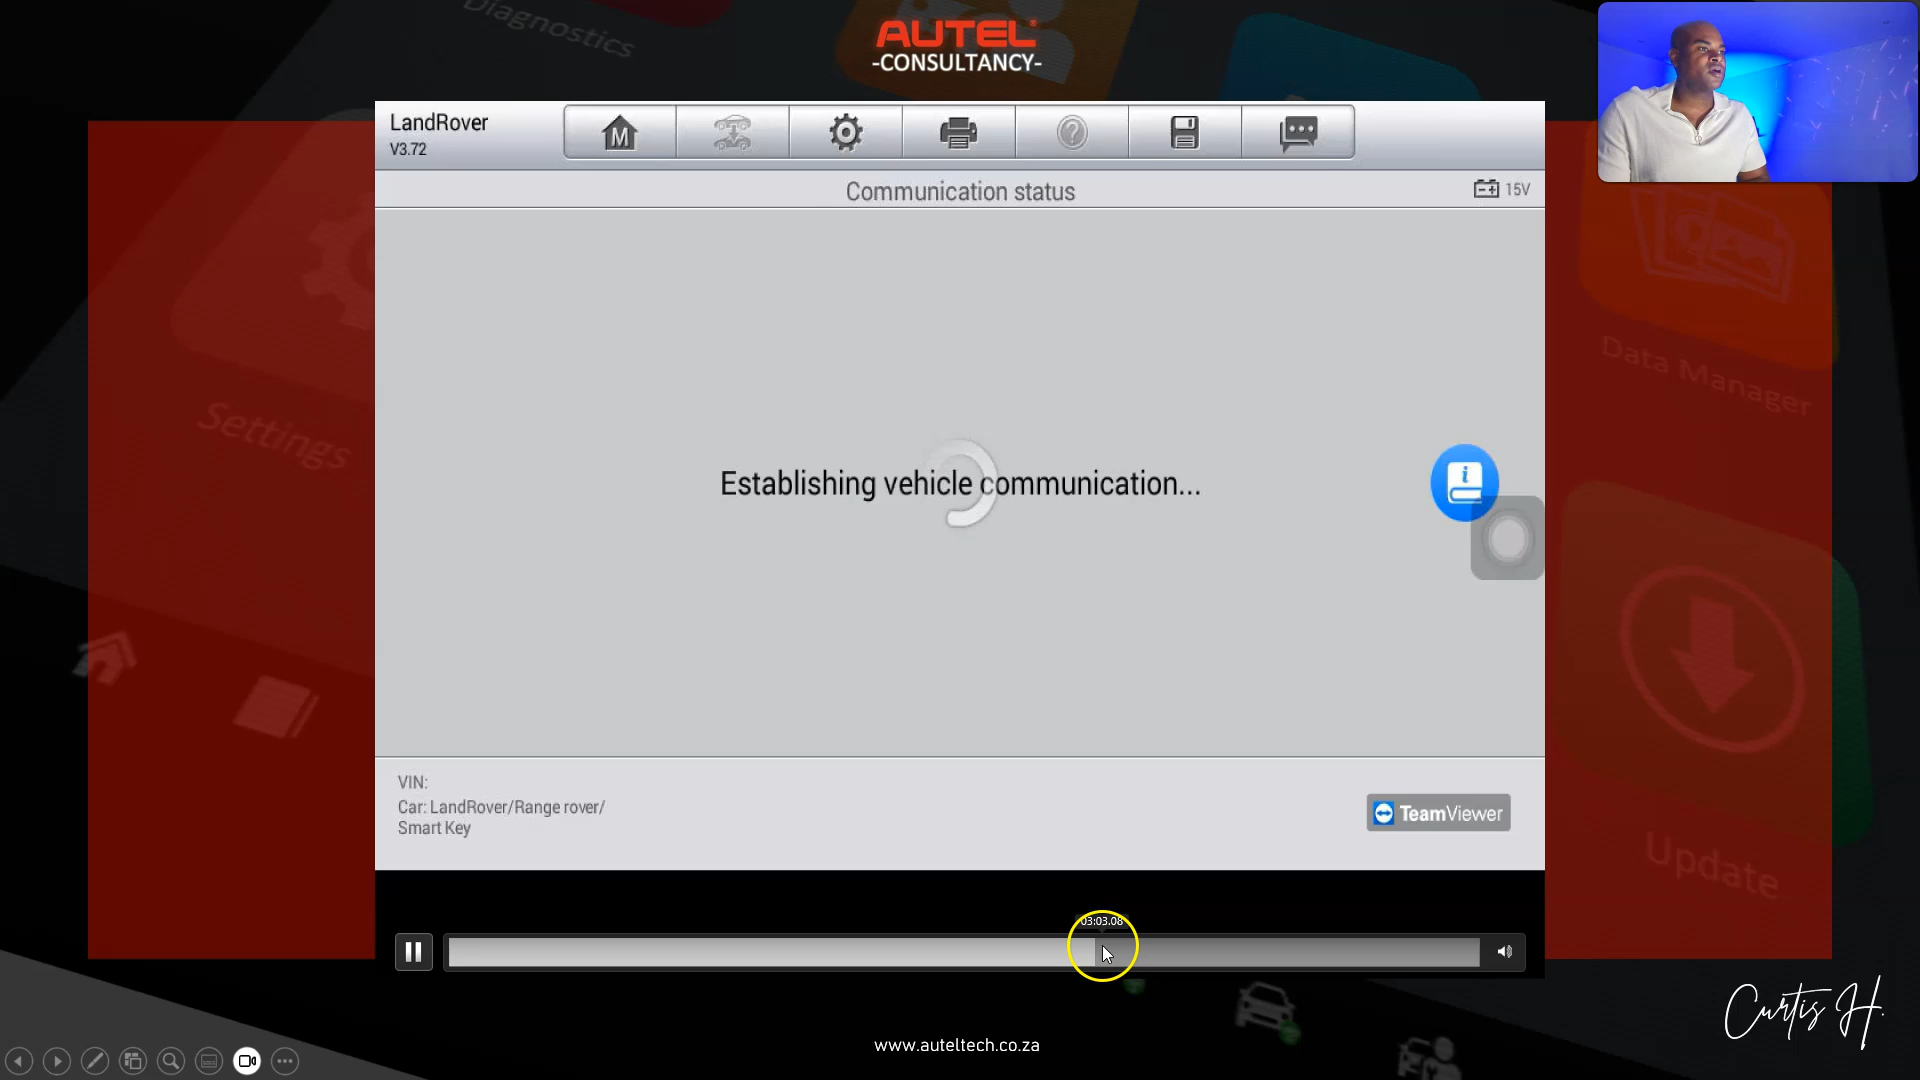 Diagnostics
AUTEL
-CONSULTANCY-
LandRover
V3.72
M
Communication status
15V
Establishing vehicle communication...
Settings
Data Manager
VIN:
Car: LandRover/Range rover/
Smart Key
TeamViewer
Update
03:03.08
www.auteltech.co.za
Curtis H.